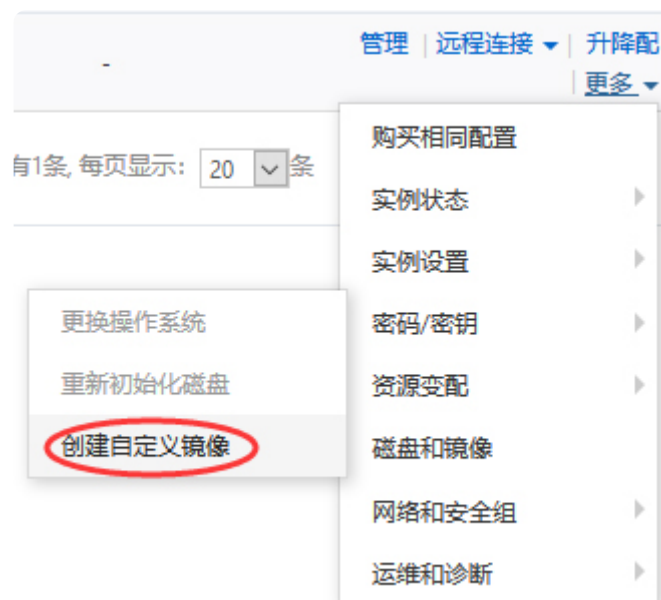 -
管理 | 远程连接 | 升降配
| 更多
有1条, 每页显示: 20 条
购买相同配置
实例状态
实例设置
密码/密钥
资源变配
磁盘和镜像
网络和安全组
运维和诊断
更换操作系统
重新初始化磁盘
创建自定义镜像